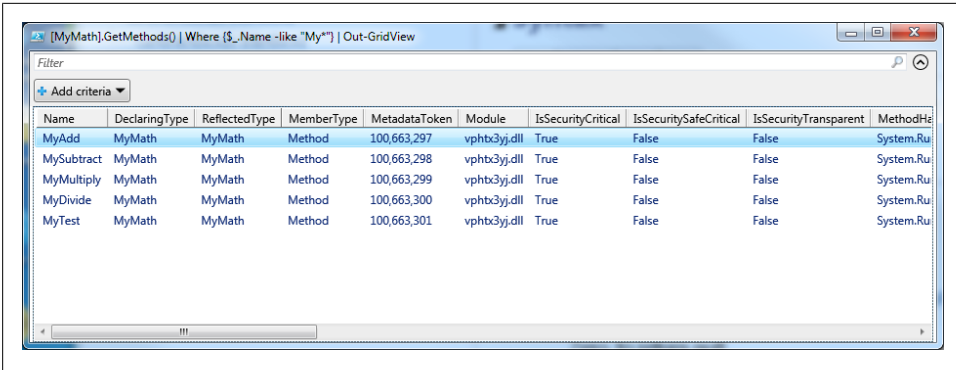 [MyMath].GetMethods() | Where {$_.Name -like "My*"} | Out-GridView
Filter
Add criteria
Name DeclaringType ReflectedType MemberType MetadataToken Module IsSecurityCritical IsSecuritySafeCritical IsSecurityTransparent MethodHa
MyAdd MyMath MyMath Method 100,663,297 vphtx3yj.dll True False False System.Ru
MySubtract MyMath MyMath Method 100,663,298 vphtx3yj.dll True False False System.Ru
MyMultiply MyMath MyMath Method 100,663,299 vphtx3yj.dll True False False System.Ru
MyDivide MyMath MyMath Method 100,663,300 vphtx3yj.dll True False False System.Ru
MyTest MyMath MyMath Method 100,663,301 vphtx3yj.dll True False False System.Ru